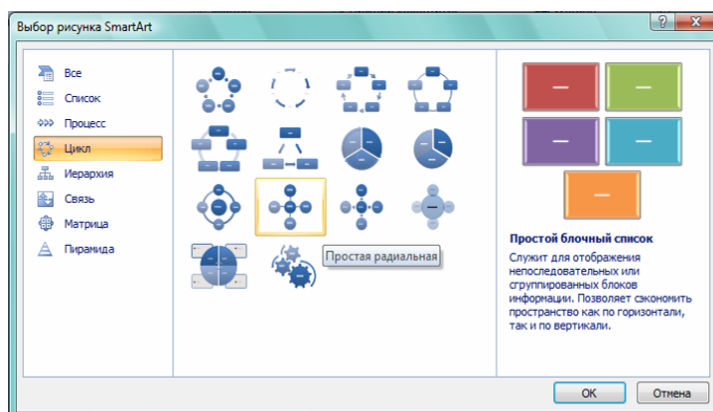 Выбор рисунка SmartArt
Все
Список
Процесс
Цикл
Иерархия
Связь
Матрица
Пирамида
Простая радиальная
Простой блочный список
Служит для отображения
непоследовательных или
сгруппированных блоков
информации. Позволяет сэкономить
пространство как по горизонтали,
так и по вертикали.
ОК
Отмена